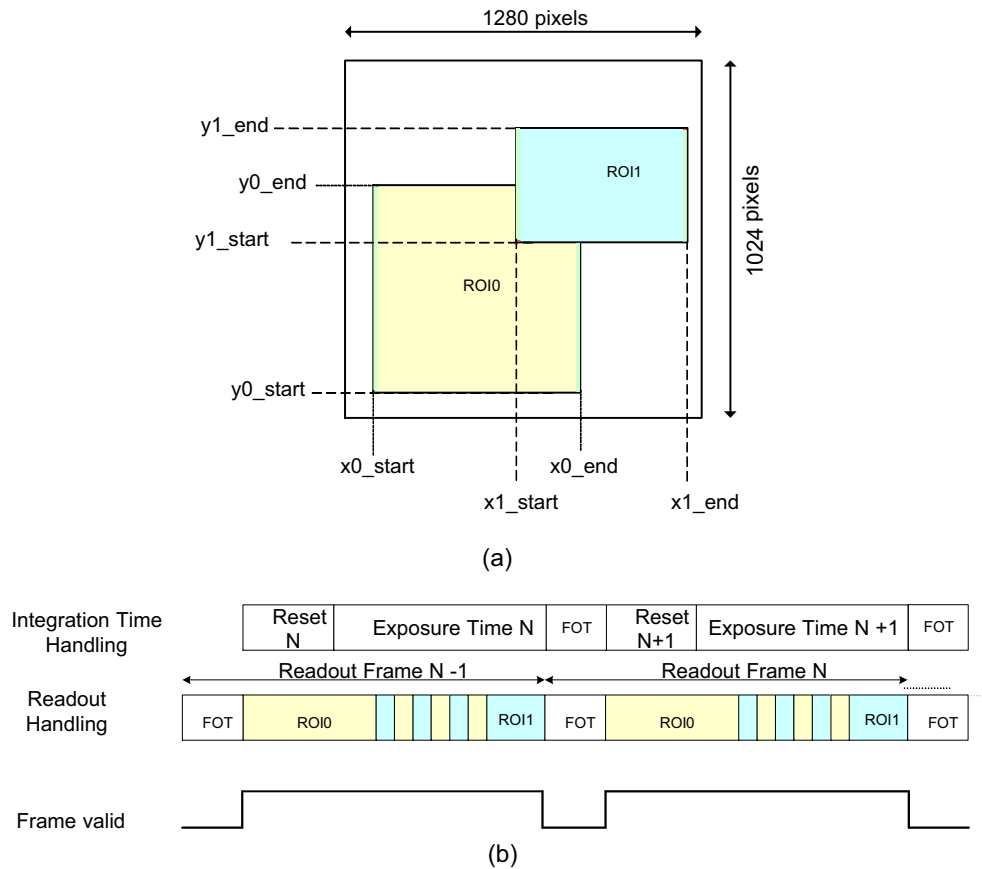 1280 pixels
y1_end
ROI1
y0_end
1024 pixels
y1_start
ROI0
y0_start
x0_start
x0_end
x1_start
x1_end
(a)
Integration Time
Handling
Reset
N
Exposure Time N
FOT
Reset
N+1
Exposure Time N +1
FOT
Readout Frame N -1
Readout Frame N
Readout
Handling
FOT
ROI0
ROI1
FOT
ROI0
ROI1
FOT
Frame valid
(b)